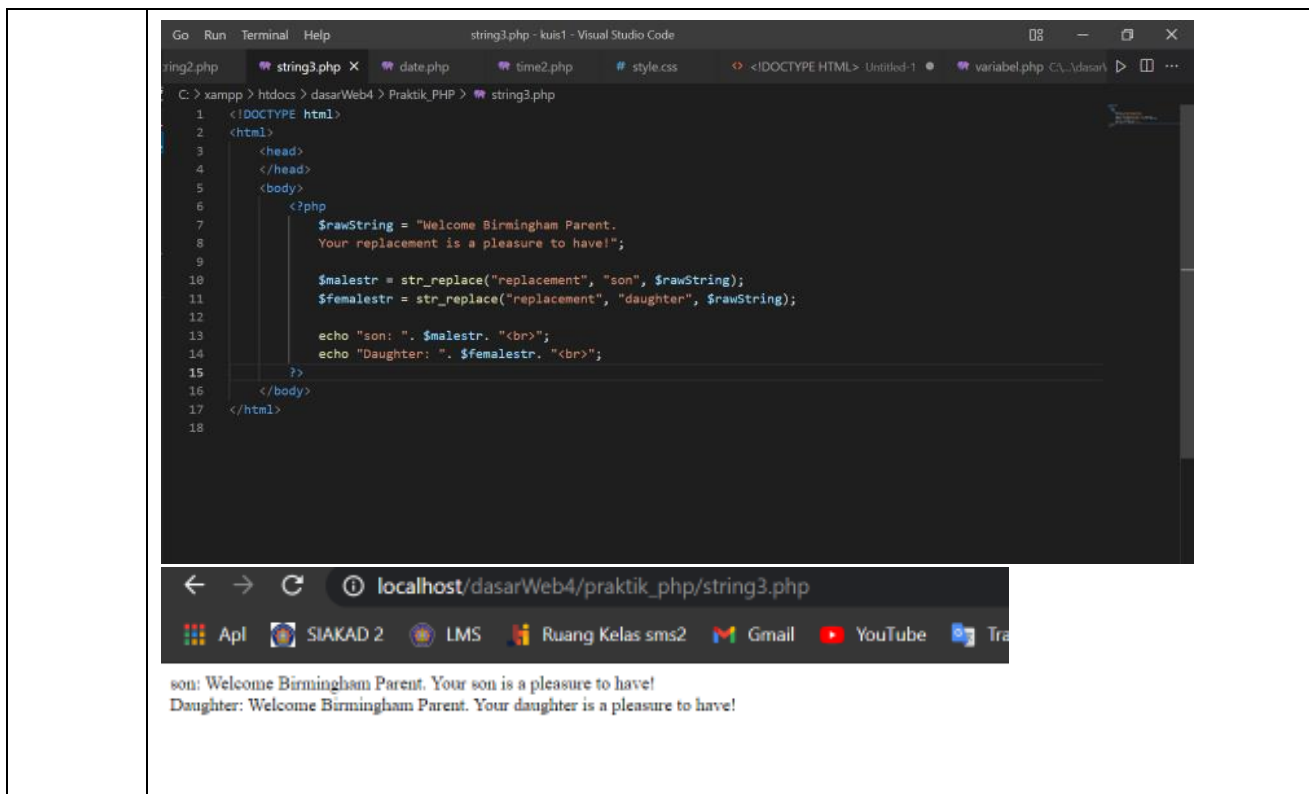 Go Run Terminal Help string3.php - kuis1 - Visual Studio Code
ring2.php string3.php date.php time2.php # style.css <!DOCTYPE HTML> Untitled-1 variabel.php C:\...\dasar\
C: > xampp > htdocs > dasarWeb4 > Praktik_PHP > string3.php
1 <!DOCTYPE html>
2 <html>
3 <head>
4 </head>
5 <body>
6 <?php
7 $rawString = "Welcome Birmingham Parent.
8 Your replacement is a pleasure to have!";
9
10 $malestr = str_replace("replacement", "son", $rawString);
11 $femalestr = str_replace("replacement", "daughter", $rawString);
12
13 echo "son: ". $malestr. "<br>";
14 echo "Daughter: ". $femalestr. "<br>";
15 ?>
16 </body>
17 </html>
18
localhost/dasarWeb4/praktik_php/string3.php
Apl SIAKAD 2 LMS Ruang Kelas sms2 Gmail YouTube Tra
son: Welcome Birmingham Parent. Your son is a pleasure to have!
Daughter: Welcome Birmingham Parent. Your daughter is a pleasure to have!